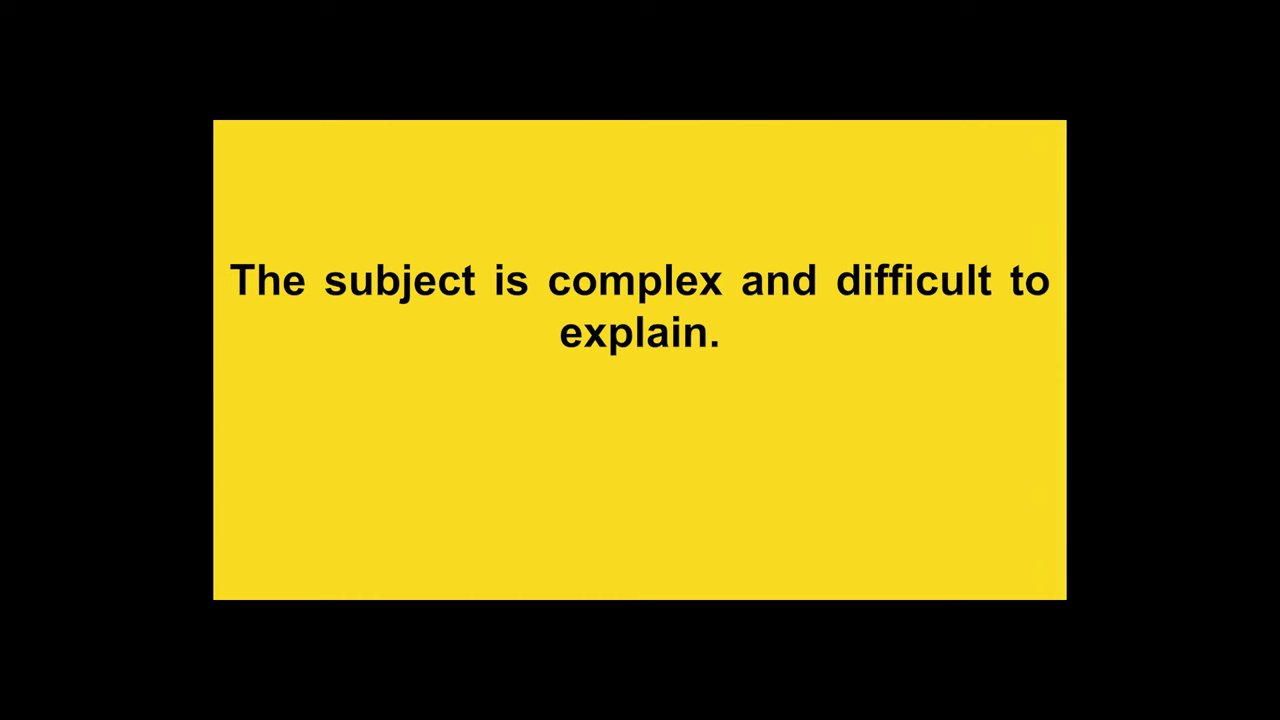 The subject is complex and difficult to
explain.